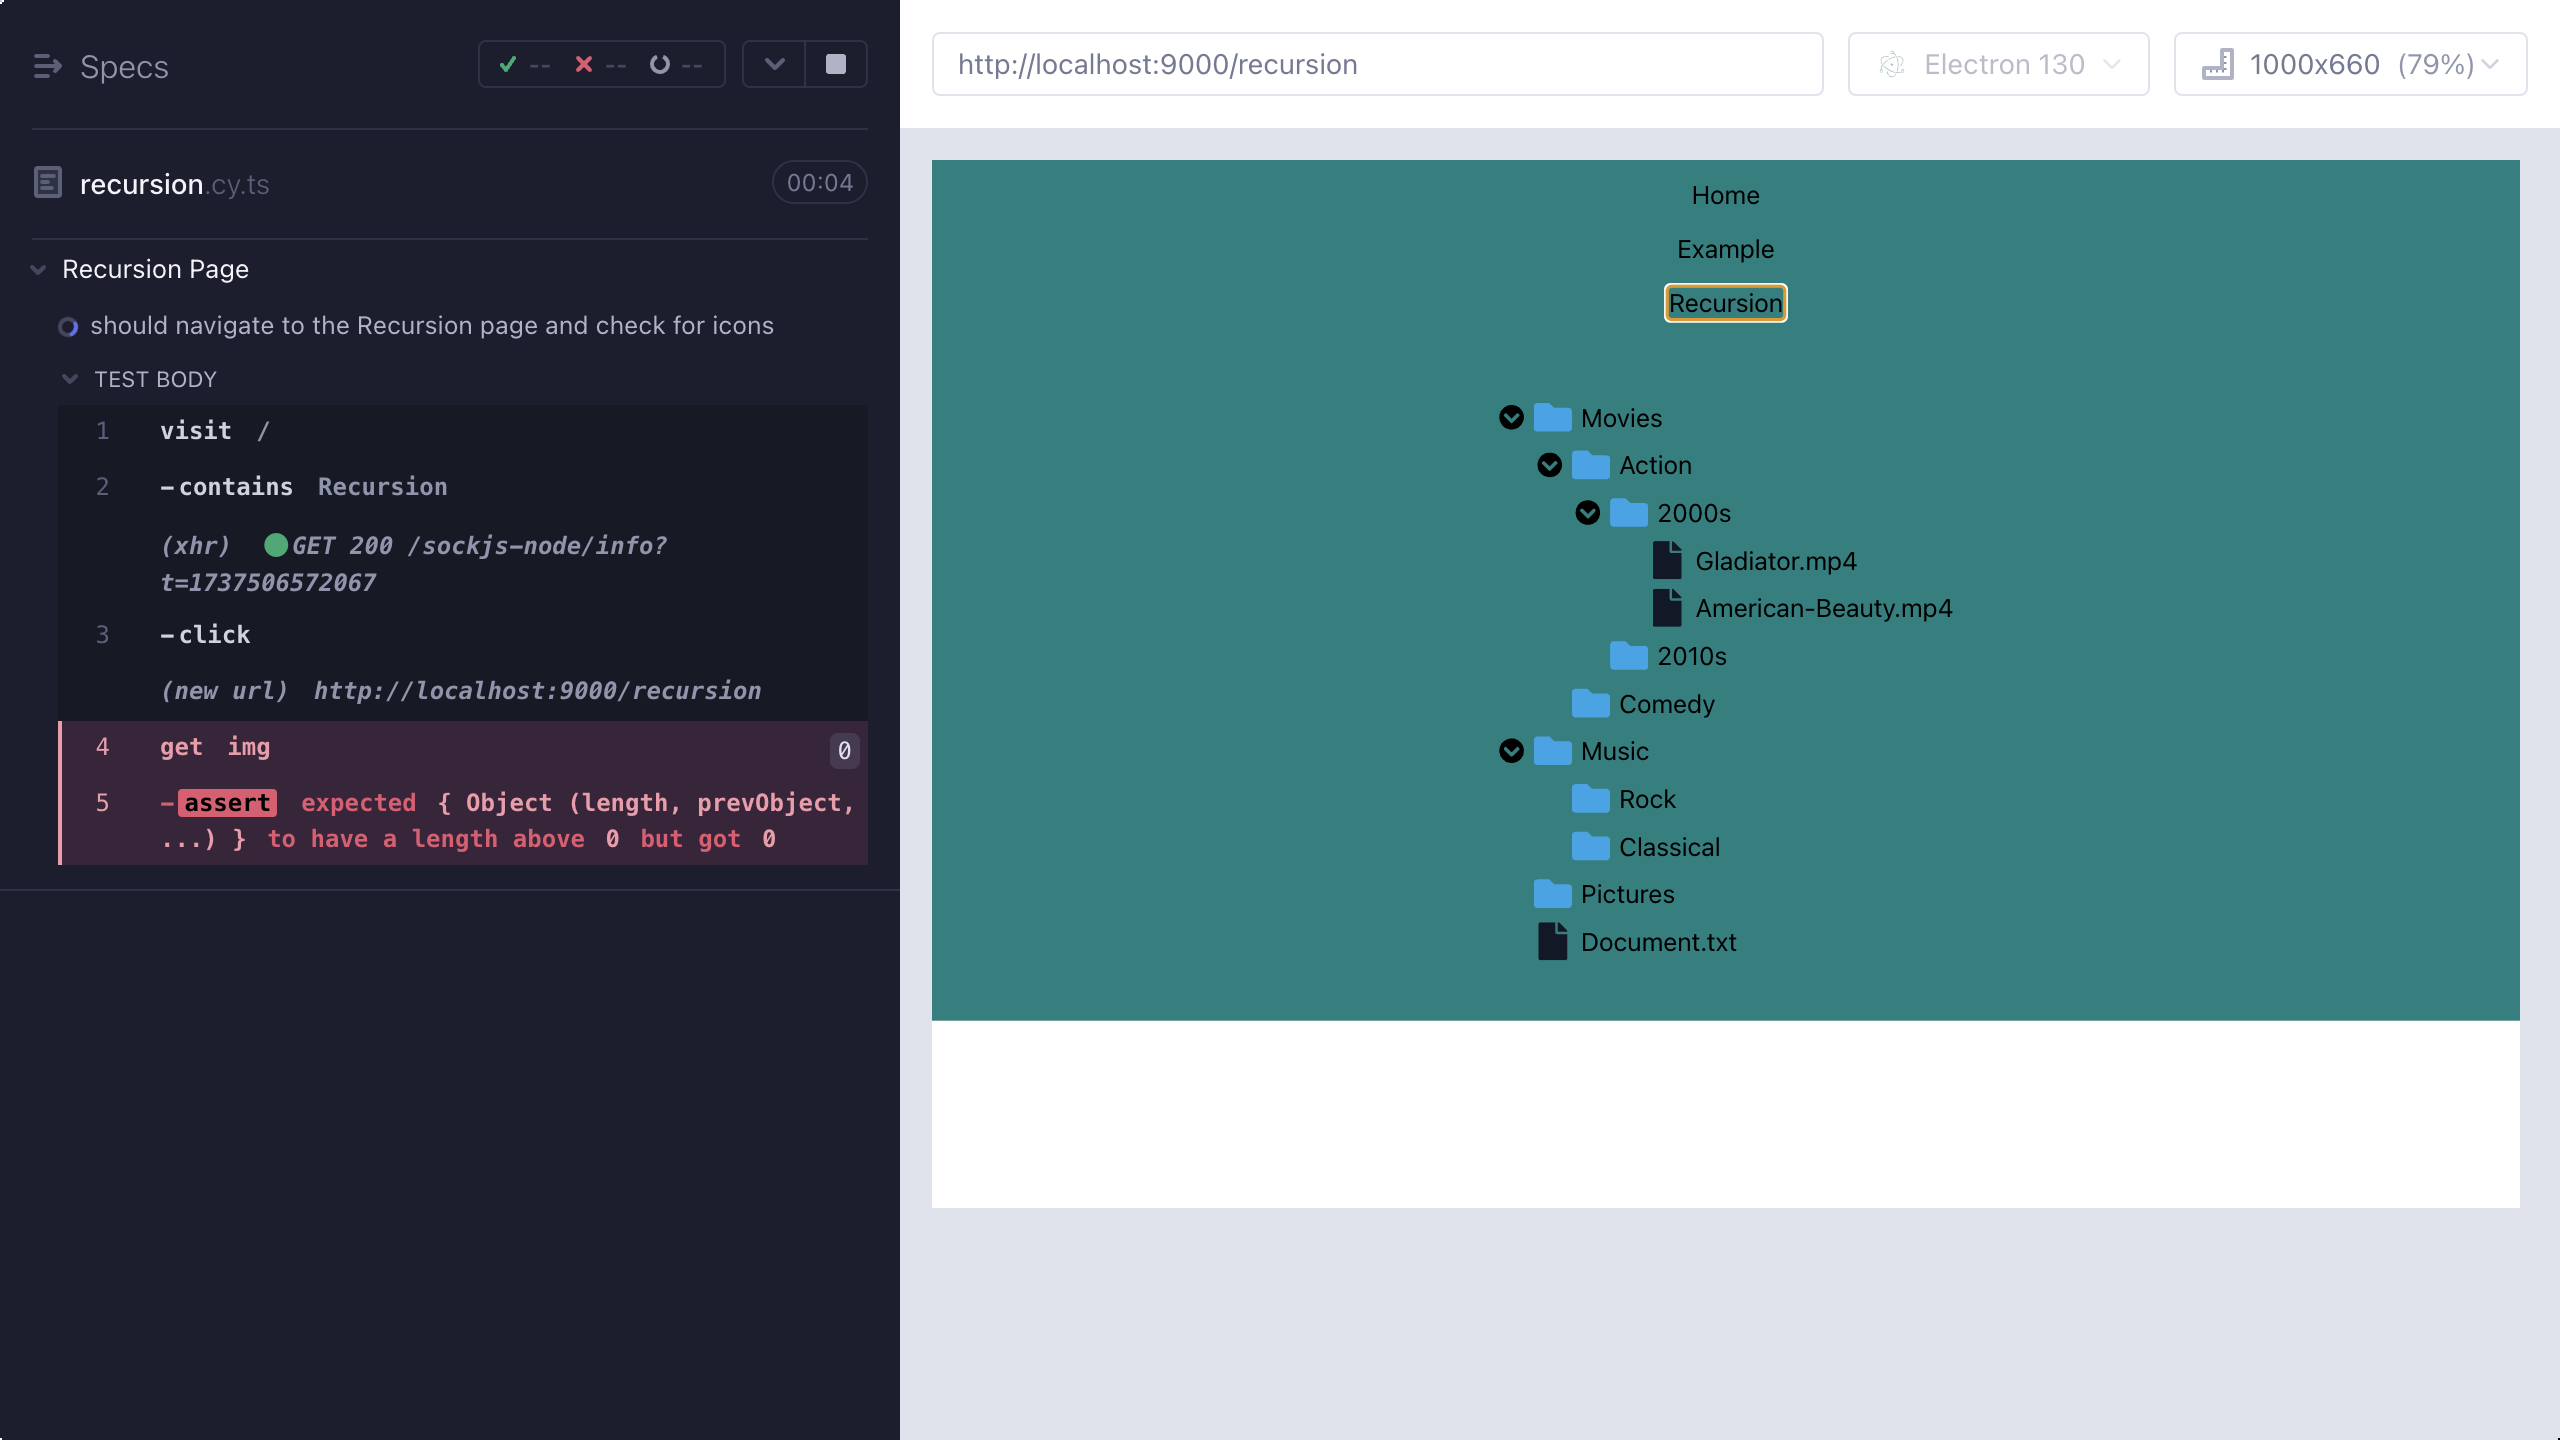 Specs
-- -- --
recursion.cy.ts
00:04
Recursion Page
should navigate to the Recursion page and check for icons
TEST BODY
1 visit /
2 -contains Recursion
(xhr) GET 200 /sockjs-node/info?
t=1737506572067
3 -click
(new url) http://localhost:9000/recursion
4 get img 0
5 -assert expected { Object (length, prevObject,
...) } to have a length above 0 but got 0
http://localhost:9000/recursion
Electron 130
1000x660 (79%)
Home
Example
Recursion
Movies
Action
2000s
Gladiator.mp4
American-Beauty.mp4
2010s
Comedy
Music
Rock
Classical
Pictures
Document.txt